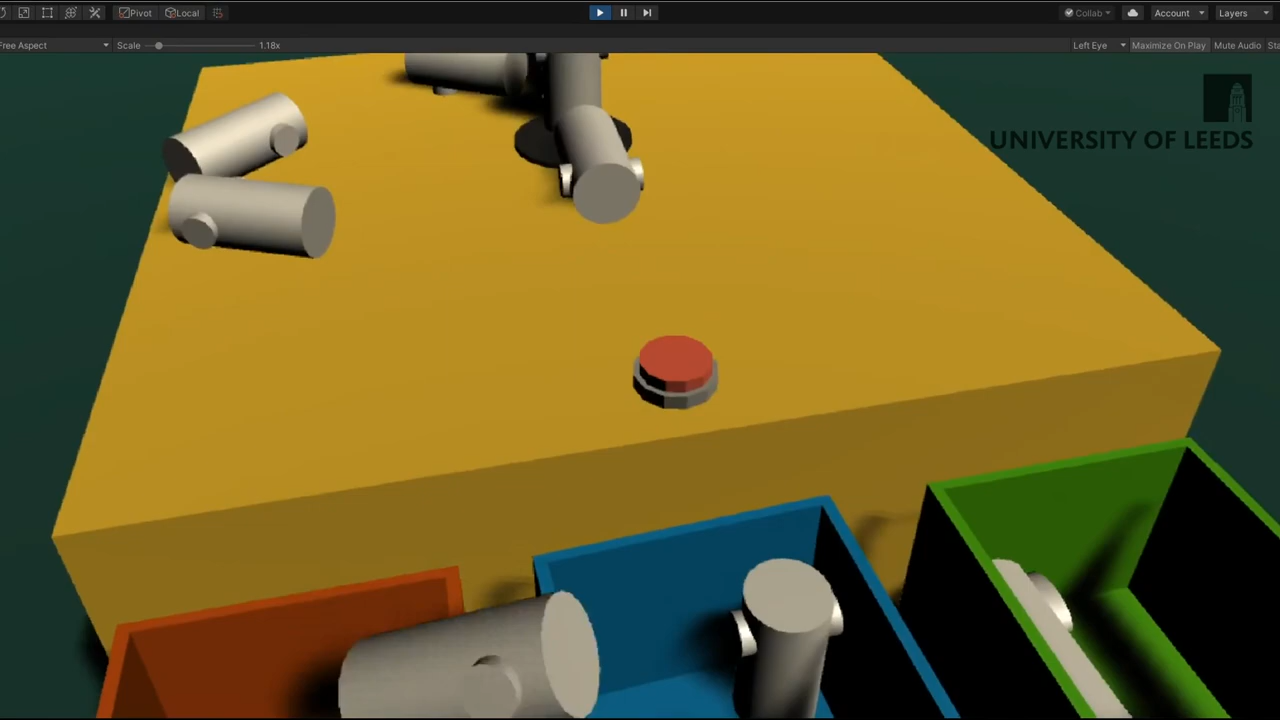 Pivot Local Collab Account Layers
Free Aspect Scale 1.18x Left Eye Maximize On Play Mute Audio Sta
UNIVERSITY OF LEEDS